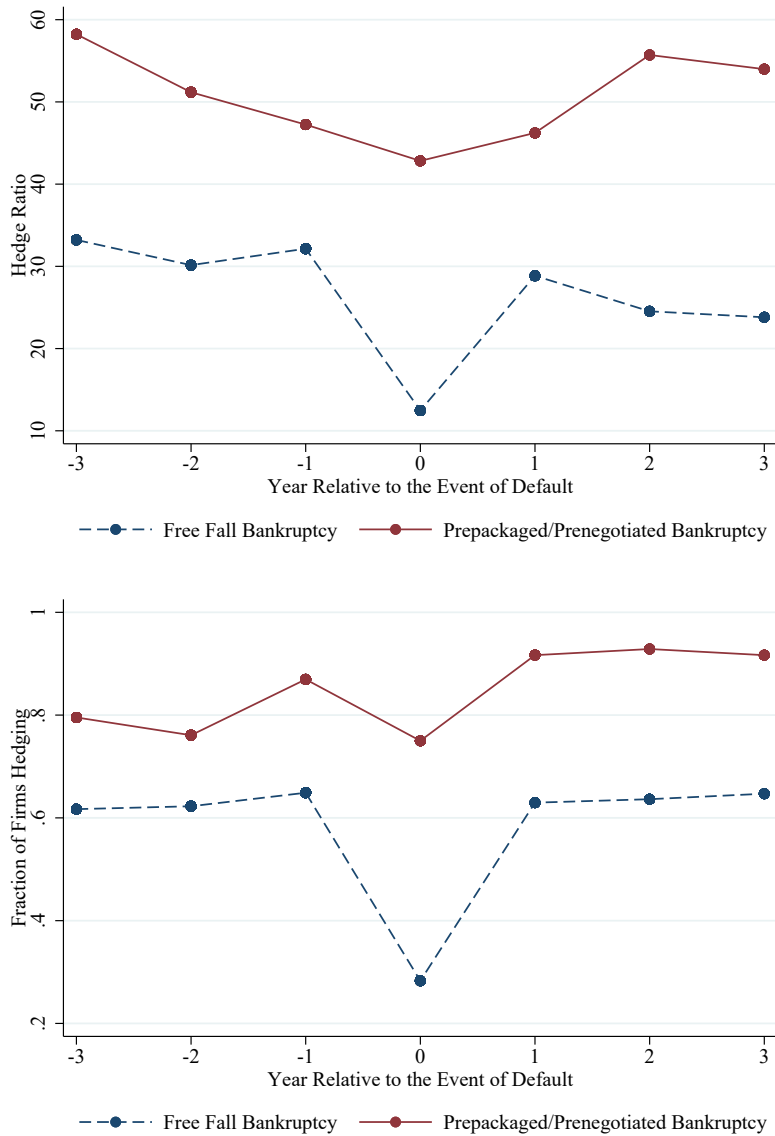 Hedge Ratio
60
50
40
30
20
10
-3 -2 -1 0 1 2 3
Year Relative to the Event of Default
Free Fall Bankruptcy Prepackaged/Prenegotiated Bankruptcy
Fraction of Firms Hedging
1
.8
.6
.4
.2
-3 -2 -1 0 1 2 3
Year Relative to the Event of Default
Free Fall Bankruptcy Prepackaged/Prenegotiated Bankruptcy